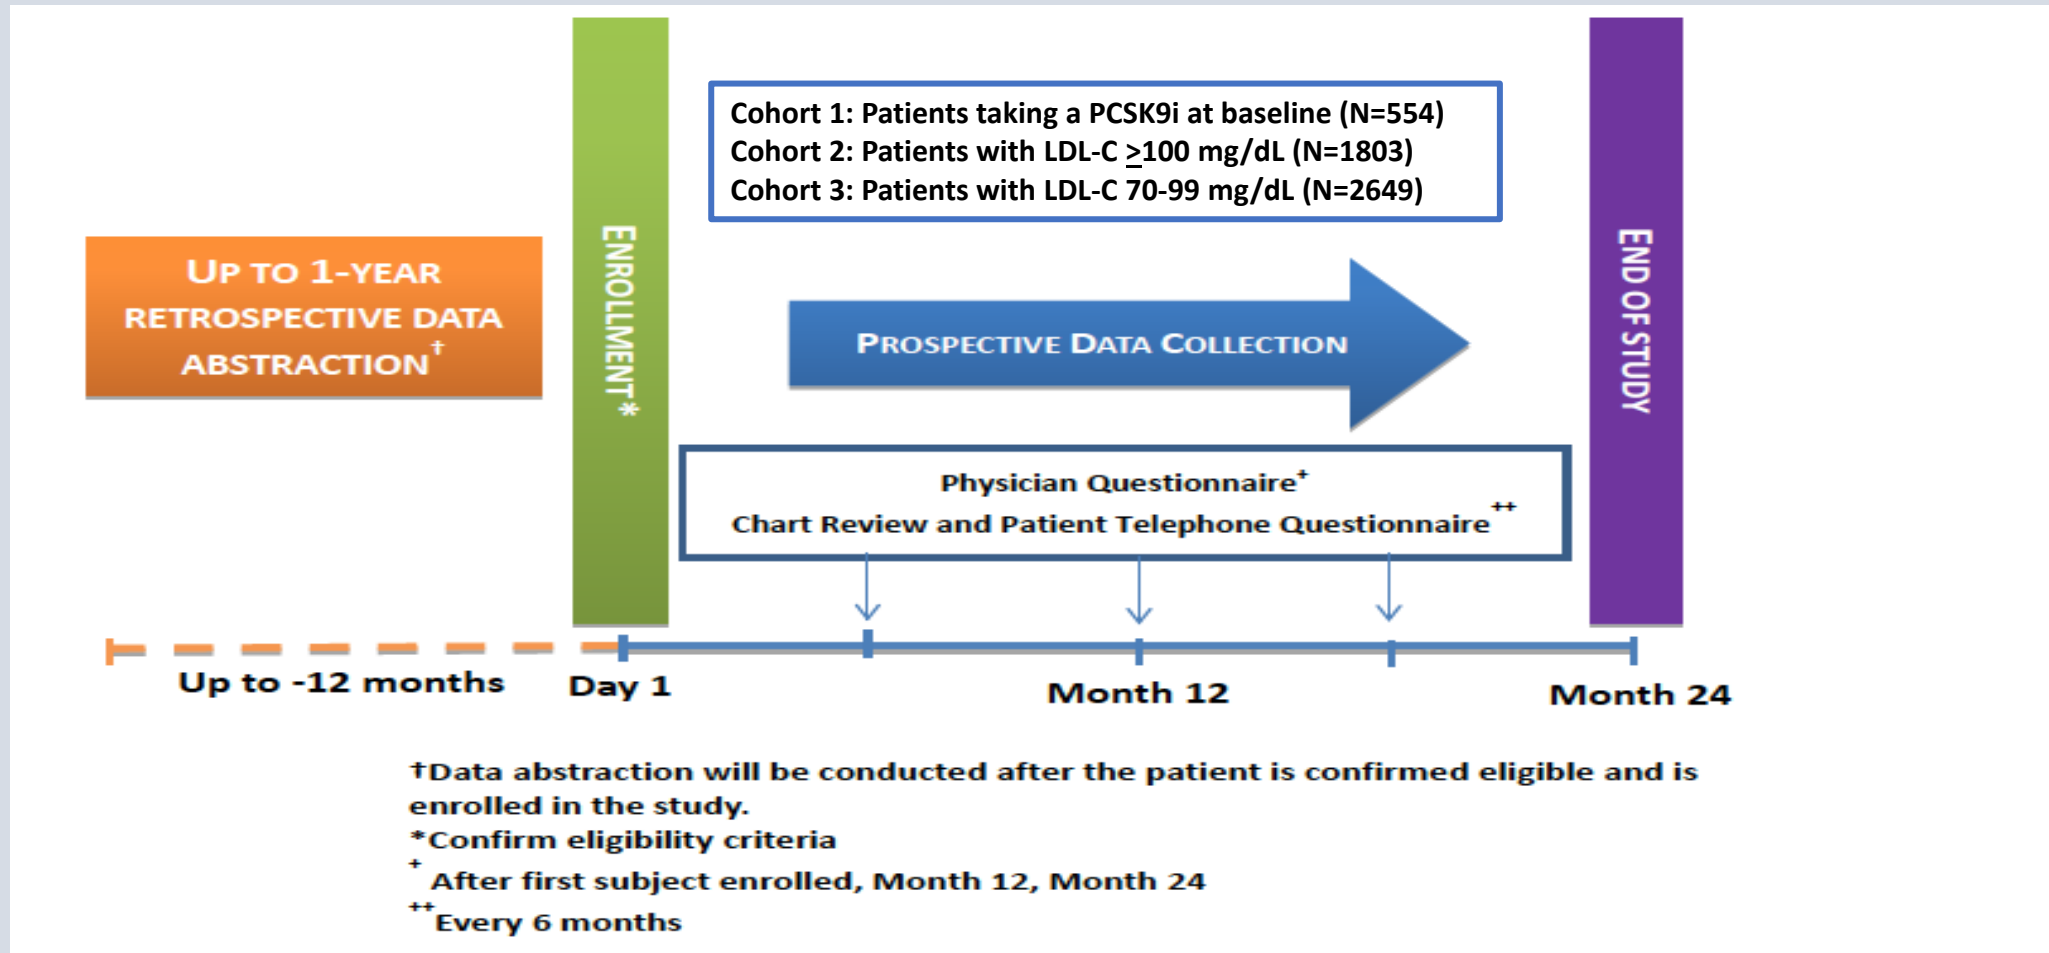 Cohort 1: Patients taking a PCSK9i at baseline (N=554)
Cohort 2: Patients with LDL-C ≥100 mg/dL (N=1803)
Cohort 3: Patients with LDL-C 70-99 mg/dL (N=2649)
UP TO 1-YEAR
RETROSPECTIVE DATA
ABSTRACTION†
ENROLLMENT*
PROSPECTIVE DATA COLLECTION
END OF STUDY
Physician Questionnaire+
Chart Review and Patient Telephone Questionnaire++
Up to -12 months
Day 1
Month 12
Month 24
†Data abstraction will be conducted after the patient is confirmed eligible and is
enrolled in the study.
*Confirm eligibility criteria
+ After first subject enrolled, Month 12, Month 24
++Every 6 months